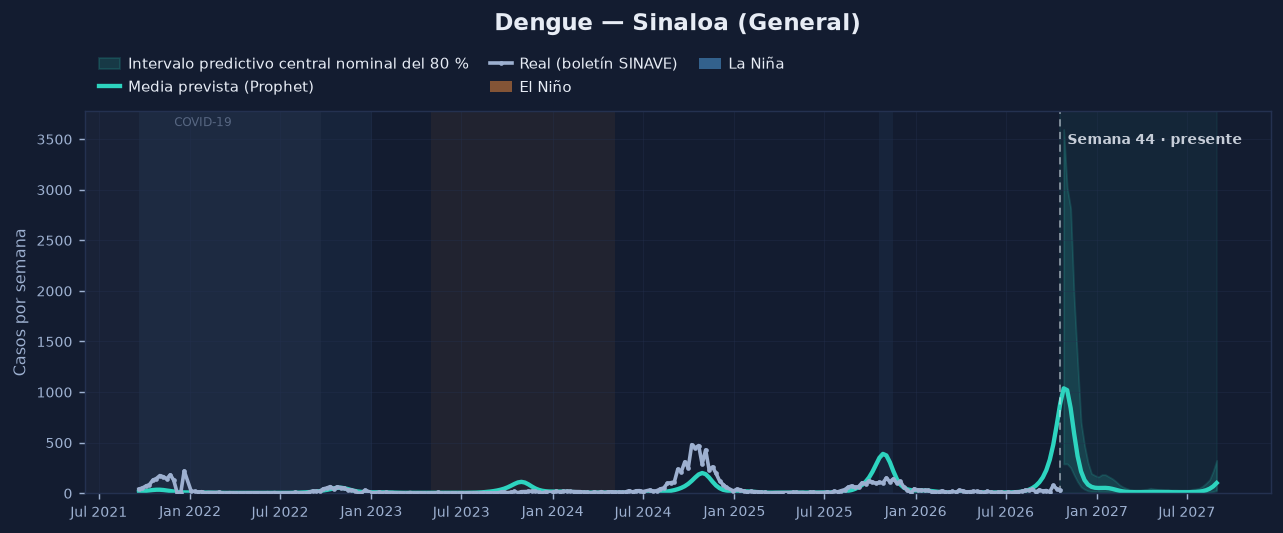 Dengue — Sinaloa (General)
Intervalo predictivo central nominal del 80 %
Real (boletín SINAVE)
La Niña
Media prevista (Prophet)
El Niño
COVID-19
Semana 44 · presente
Casos por semana
3500
3000
2500
2000
1500
1000
500
0
Jul 2021 Jan 2022 Jul 2022 Jan 2023 Jul 2023 Jan 2024 Jul 2024 Jan 2025 Jul 2025 Jan 2026 Jul 2026 Jan 2027 Jul 2027